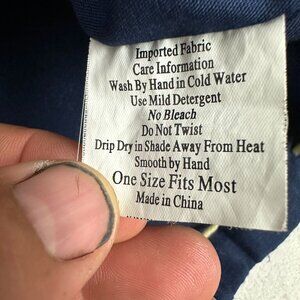 Imported Fabric
Care Information
Wash By Hand in Cold Water
Use Mild Detergent
No Bleach
Do Not Twist
Drip Dry in Shade Away From Heat
Smooth by Hand
One Size Fits Most
Made in China